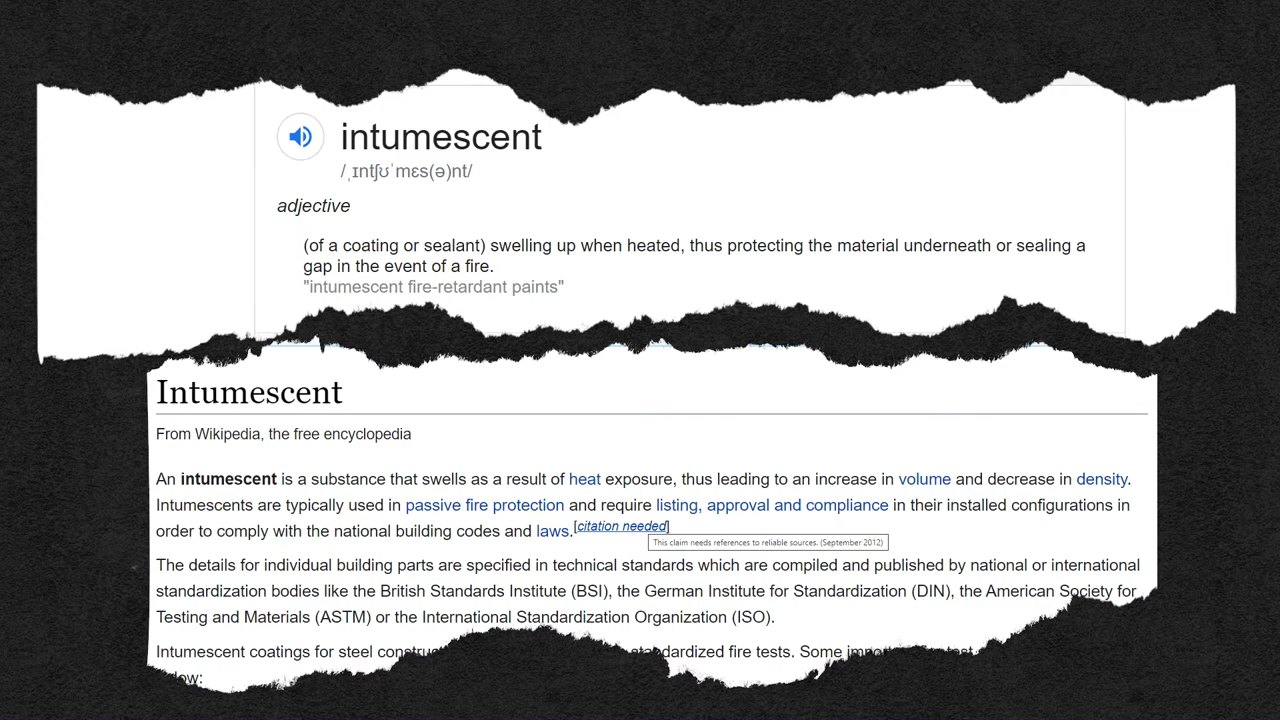 intumescent
/ˌɪntʃʊˈmɛs(ə)nt/
adjective
(of a coating or sealant) swelling up when heated, thus protecting the material underneath or sealing a
gap in the event of a fire.
"intumescent fire-retardant paints"
Intumescent
From Wikipedia, the free encyclopedia
An intumescent is a substance that swells as a result of heat exposure, thus leading to an increase in volume and decrease in density.
Intumescents are typically used in passive fire protection and require listing, approval and compliance in their installed configurations in
order to comply with the national building codes and laws.[citation needed]
This claim needs references to reliable sources. (September 2012)
The details for individual building parts are specified in technical standards which are compiled and published by national or international
standardization bodies like the British Standards Institute (BSI), the German Institute for Standardization (DIN), the American Society for
Testing and Materials (ASTM) or the International Standardization Organization (ISO).
Intumescent coatings for steel fire tests. Some